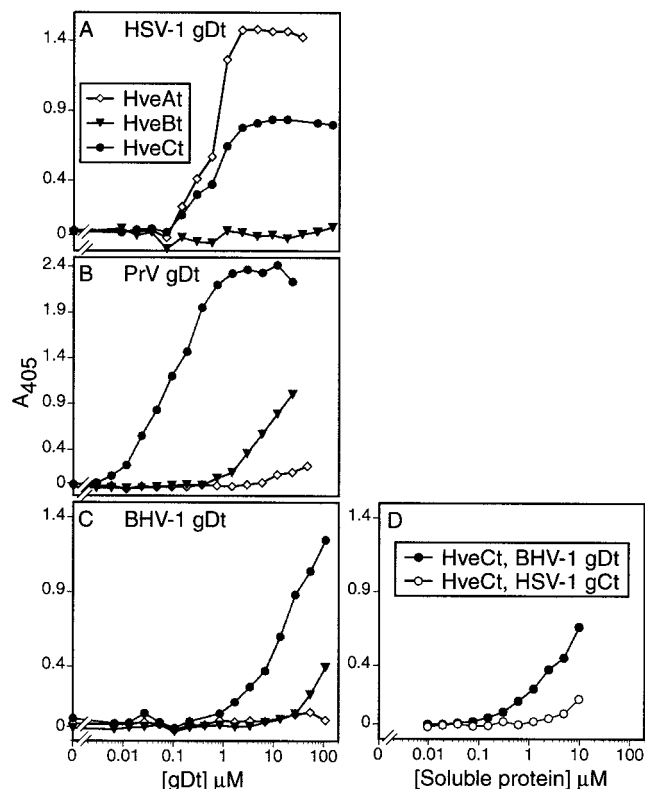 A HSV-1 gDt
1.4
0.9
0.4
0
HveAt
HveBt
HveCt
B PrV gDt
2.4
1.9
1.4
0.9
0.4
0
A405
C BHV-1 gDt
1.4
0.9
0.4
0
0 0.01 0.1 1 10 100
[gDt] μM
D
1.4
0.9
0.4
0
HveCt, BHV-1 gDt
HveCt, HSV-1 gCt
0 0.01 0.1 1 10 100
[Soluble protein] μM